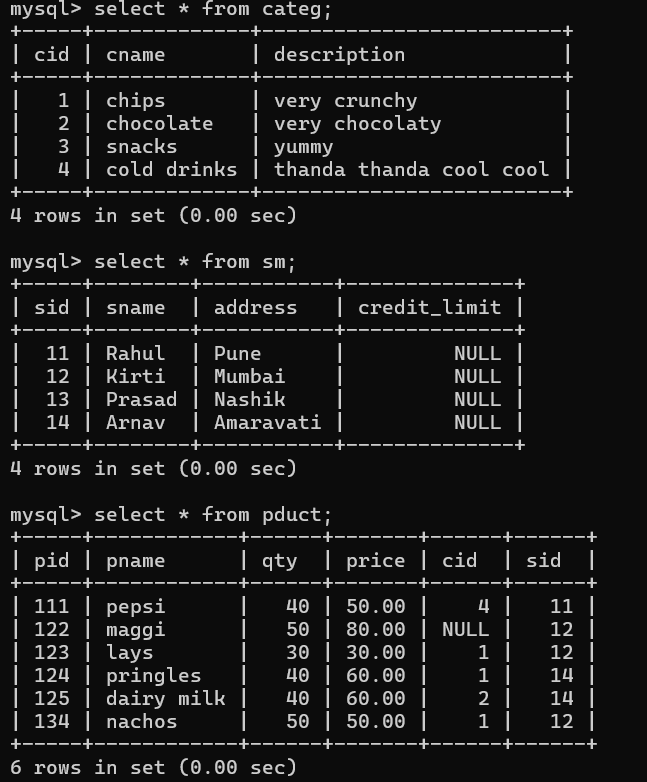 mysql> select * from categ;
+-----+-------------+--------------------------+
| cid | cname       | description              |
+-----+-------------+--------------------------+
|   1 | chips       | very crunchy             |
|   2 | chocolate   | very chocolaty           |
|   3 | snacks      | yummy                    |
|   4 | cold drinks | thanda thanda cool cool |
+-----+-------------+--------------------------+
4 rows in set (0.00 sec)

mysql> select * from sm;
+-----+--------+-----------+--------------+
| sid | sname  | address   | credit_limit |
+-----+--------+-----------+--------------+
|  11 | Rahul  | Pune      |         NULL |
|  12 | Kirti  | Mumbai    |         NULL |
|  13 | Prasad | Nashik    |         NULL |
|  14 | Arnav  | Amaravati |         NULL |
+-----+--------+-----------+--------------+
4 rows in set (0.00 sec)

mysql> select * from pduct;
+-----+------------+------+-------+------+------+
| pid | pname      | qty  | price | cid  | sid  |
+-----+------------+------+-------+------+------+
| 111 | pepsi      |   40 | 50.00 |    4 |   11 |
| 122 | maggi      |   50 | 80.00 | NULL |   12 |
| 123 | lays       |   30 | 30.00 |    1 |   12 |
| 124 | pringles   |   40 | 60.00 |    1 |   14 |
| 125 | dairy milk |   40 | 60.00 |    2 |   14 |
| 134 | nachos     |   50 | 50.00 |    1 |   12 |
+-----+------------+------+-------+------+------+
6 rows in set (0.00 sec)